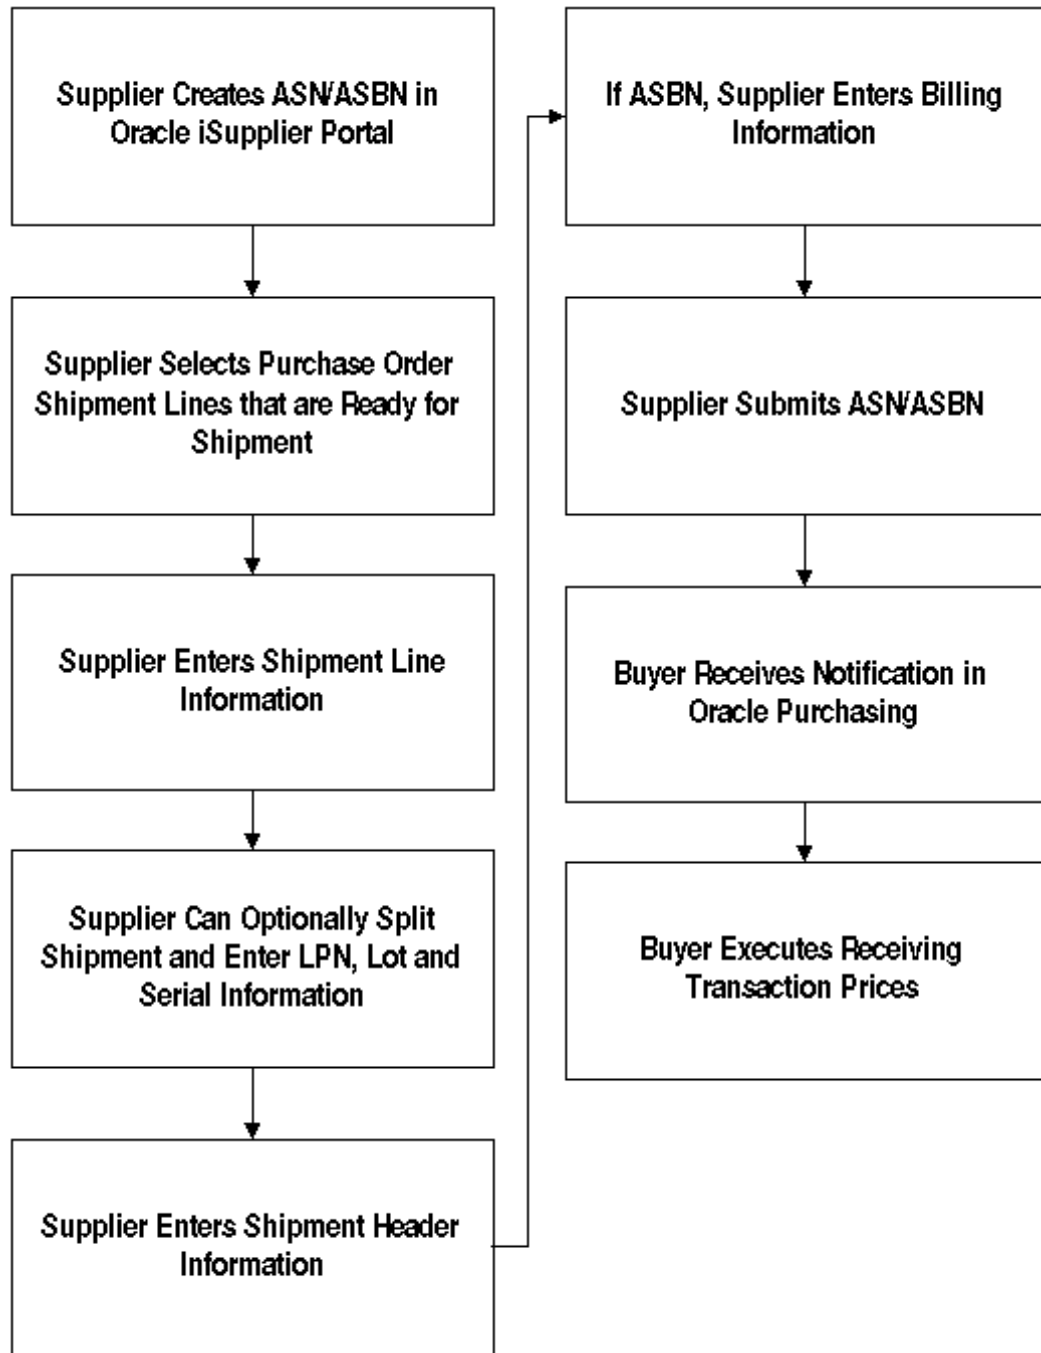 Supplier Creates ASN/ASBN in
Oracle iSupplier Portal
Supplier Selects Purchase Order
Shipment Lines that are Ready for
Shipment
Supplier Enters Shipment Line
Information
Supplier Can Optionally Split
Shipment and Enter LPN, Lot and
Serial Information
Supplier Enters Shipment Header
Information
If ASBN, Supplier Enters Billing
Information
Supplier Submits ASN/ASBN
Buyer Receives Notification in
Oracle Purchasing
Buyer Executes Receiving
Transaction Prices